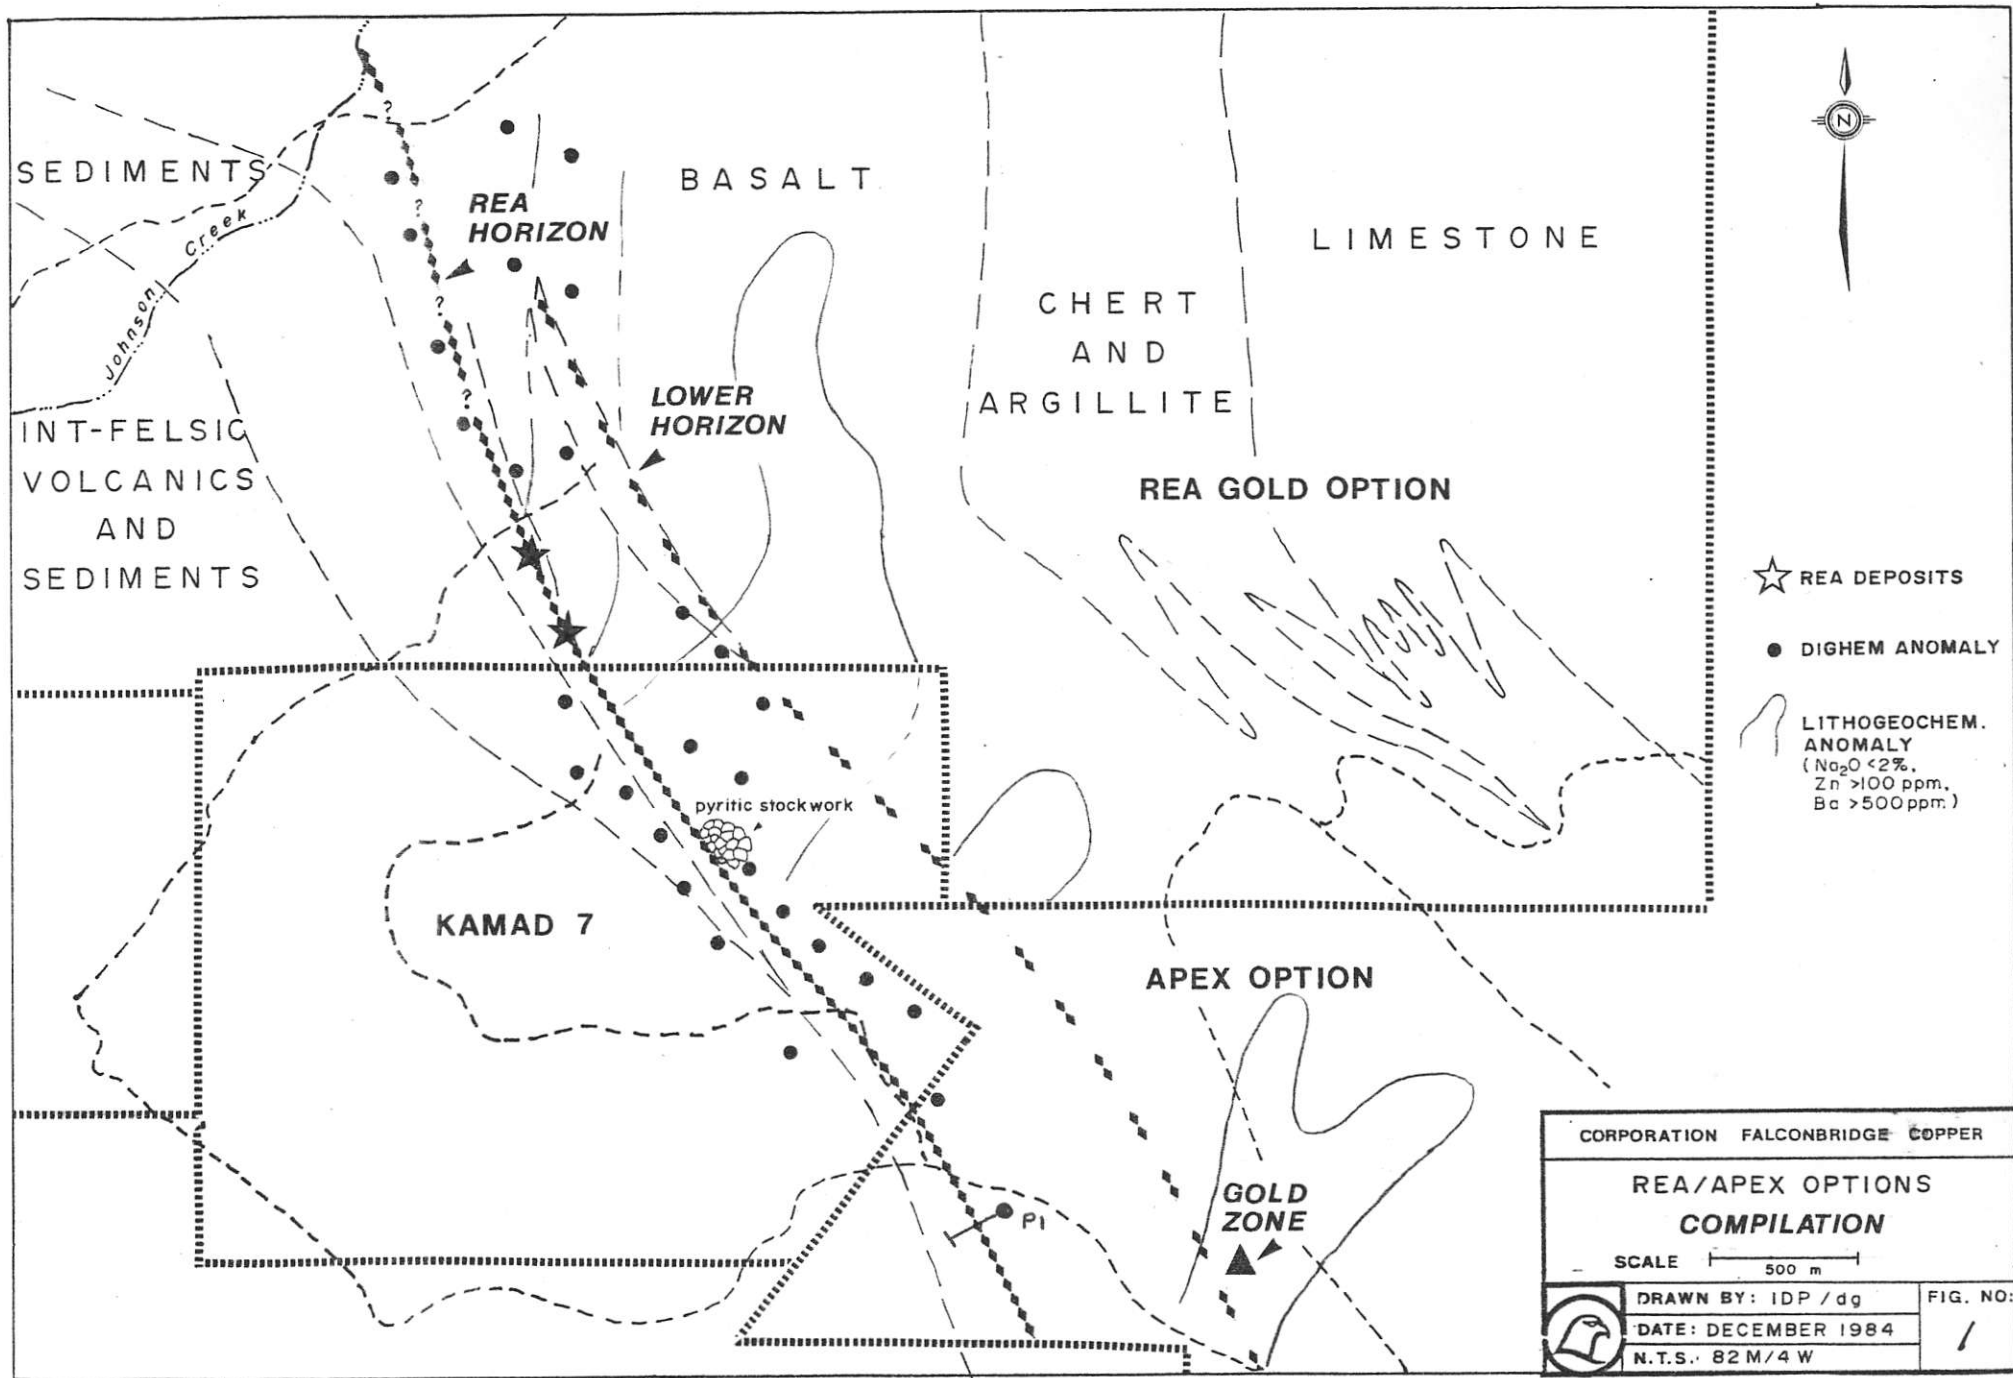 SEDIMENTS
Johnson Creek
REA
HORIZON
BASALT
LIMESTONE
CHERT
AND
ARGILLITE
LOWER
HORIZON
INT-FELSIC
VOLCANICS
AND
SEDIMENTS
REA GOLD OPTION
?
?
?
?
N
REA DEPOSITS
DIGHEM ANOMALY
LITHOGEOCHEM.
ANOMALY
(Na2O <2%,
Zn >100 ppm,
Ba >500ppm)
pyritic stockwork
KAMAD 7
APEX OPTION
GOLD
ZONE
P1
CORPORATION FALCONBRIDGE COPPER
REA/APEX OPTIONS
COMPILATION
SCALE 500 m
DRAWN BY: IDP/dg
DATE: DECEMBER 1984
N.T.S.: 82 M/4 W
FIG. NO:
1